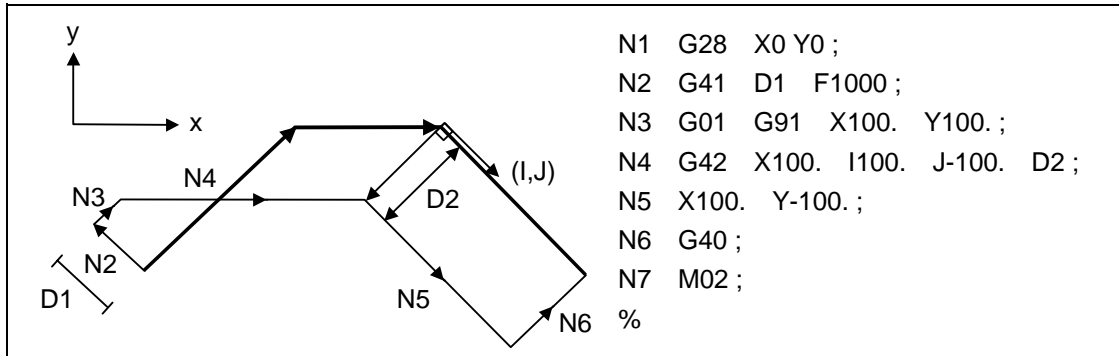 y
x
N3
N4
N2
D1
D2
(I,J)
N5
N6
N1 G28 X0 Y0 ;
N2 G41 D1 F1000 ;
N3 G01 G91 X100. Y100. ;
N4 G42 X100. I100. J-100. D2 ;
N5 X100. Y-100. ;
N6 G40 ;
N7 M02 ;
%